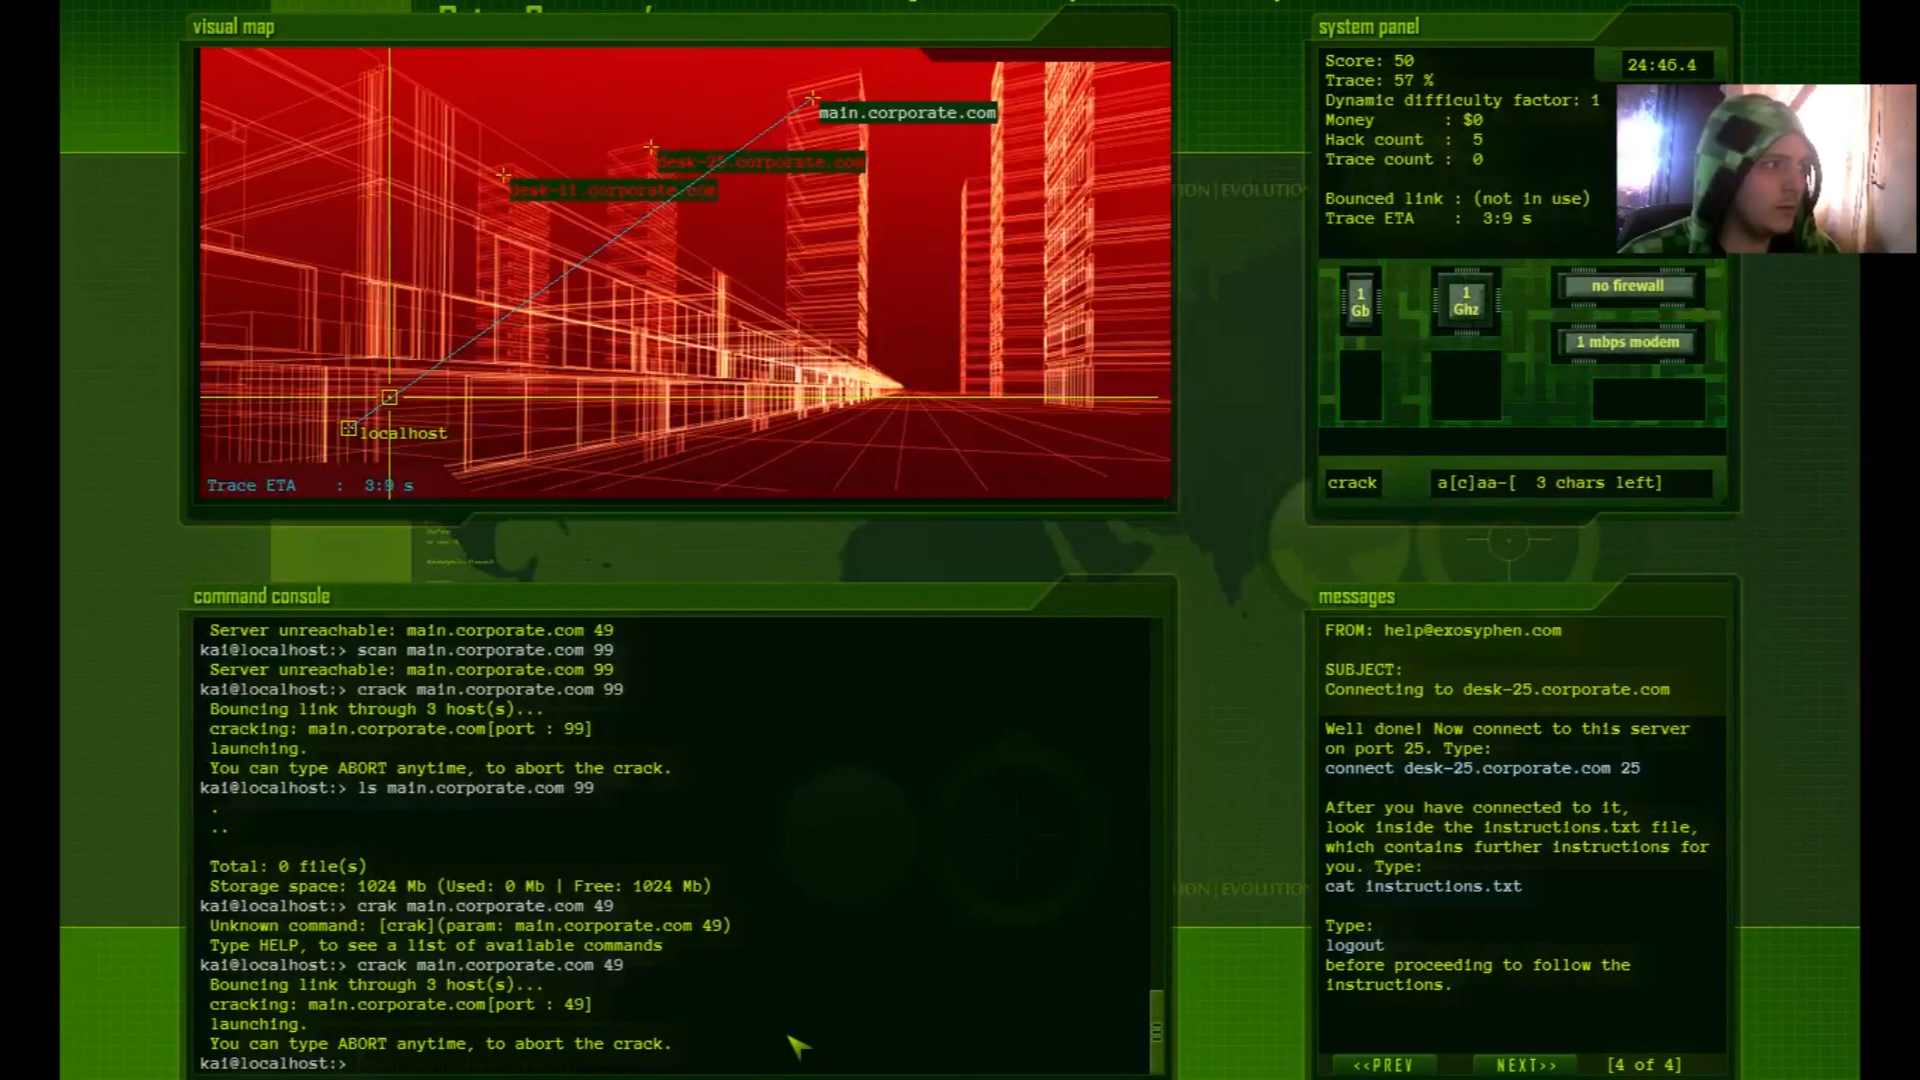 visual map
main.corporate.com
desk-25.corporate.com
desk-11.corporate.com
localhost
Trace ETA    :  3:9 s
system panel
24:46.4
Score: 50
Trace: 57 %
Dynamic difficulty factor: 1
Money       : $0
Hack count  :  5
Trace count :  0
Bounced link : (not in use)
Trace ETA    :  3:9 s
1 Gb
1 Ghz
no firewall
1 mbps modem
crack
a[c]aa-[  3 chars left]
command console
Server unreachable: main.corporate.com 49
kai@localhost:> scan main.corporate.com 99
Server unreachable: main.corporate.com 99
kai@localhost:> crack main.corporate.com 99
Bouncing link through 3 host(s)...
cracking: main.corporate.com[port : 99]
launching.
You can type ABORT anytime, to abort the crack.
kai@localhost:> ls main.corporate.com 99
.
..
Total: 0 file(s)
Storage space: 1024 Mb (Used: 0 Mb | Free: 1024 Mb)
kai@localhost:> crak main.corporate.com 49
Unknown command: [crak](param: main.corporate.com 49)
Type HELP, to see a list of available commands
kai@localhost:> crack main.corporate.com 49
Bouncing link through 3 host(s)...
cracking: main.corporate.com[port : 49]
launching.
You can type ABORT anytime, to abort the crack.
kai@localhost:>
messages
FROM: help@exosyphen.com
SUBJECT:
Connecting to desk-25.corporate.com
Well done! Now connect to this server
on port 25. Type:
connect desk-25.corporate.com 25
After you have connected to it,
look inside the instructions.txt file,
which contains further instructions for
you. Type:
cat instructions.txt
Type:
logout
before proceeding to follow the
instructions.
<<PREV
NEXT>>
[4 of 4]